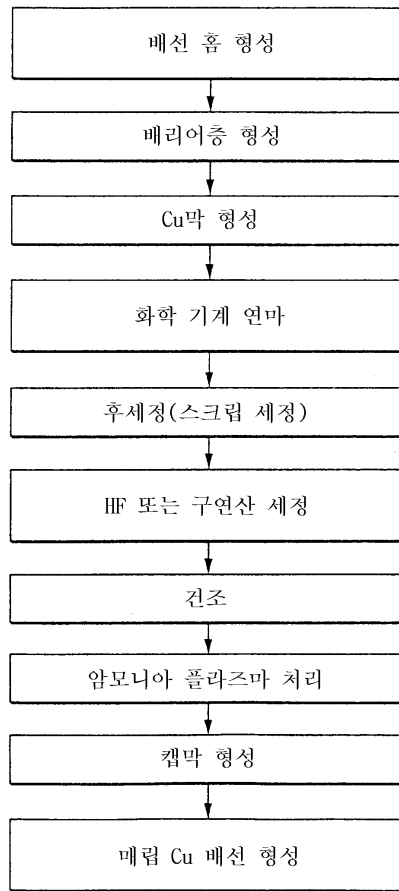 배선 홈 형성
배리어층 형성
Cu막 형성
화학 기계 연마
후세정(스크럽 세정)
HF 또는 구연산 세정
건조
암모니아 플라즈마 처리
캡막 형성
매립 Cu 배선 형성